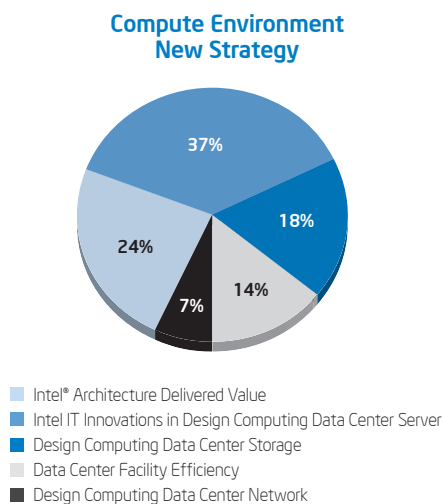 Compute Environment
New Strategy
37%
18%
24%
14%
7%
Intel® Architecture Delivered Value
Intel IT Innovations in Design Computing Data Center Server
Design Computing Data Center Storage
Data Center Facility Efficiency
Design Computing Data Center Network